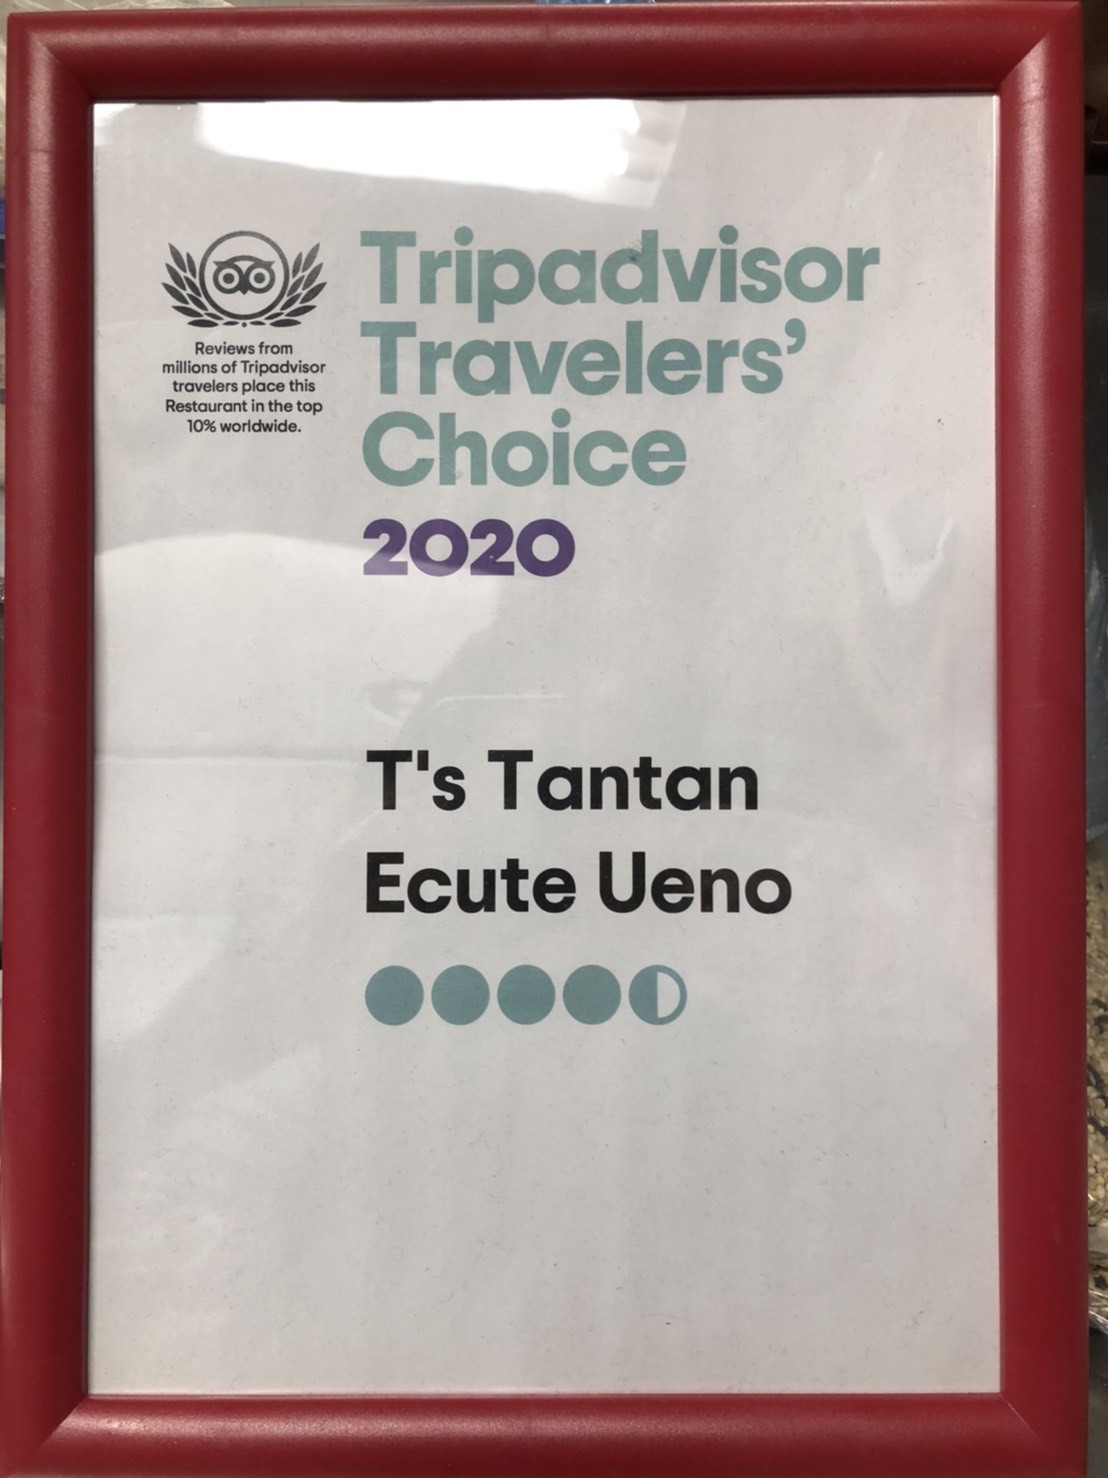 Tripadvisor
Travelers’
Choice
2020
Reviews from
millions of Tripadvisor
travelers place this
Restaurant in the top
10% worldwide.
T's Tantan
Ecute Ueno